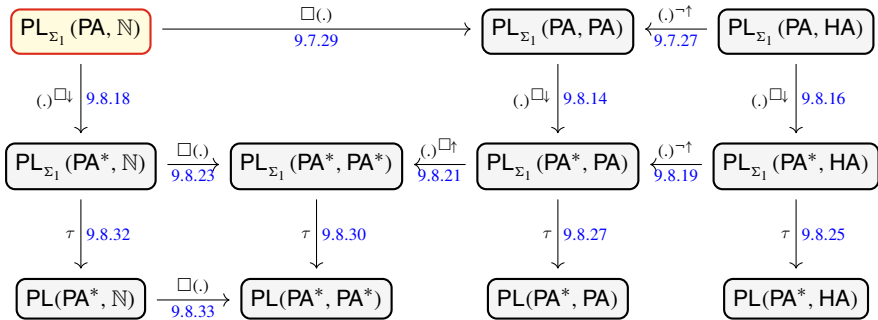 PL_Σ₁(PA, ℕ) □(.) 9.7.29 PL_Σ₁(PA, PA) (.)^¬↑ 9.7.27 PL_Σ₁(PA, HA)
(.)^□↓ 9.8.18 (.)^□↓ 9.8.14 (.)^□↓ 9.8.16
PL_Σ₁(PA*, ℕ) □(.) 9.8.23 PL_Σ₁(PA*, PA*) (.)^□↑ 9.8.21 PL_Σ₁(PA*, PA) (.)^¬↑ 9.8.19 PL_Σ₁(PA*, HA)
τ 9.8.32 τ 9.8.30 τ 9.8.27 τ 9.8.25
PL(PA*, ℕ) □(.) 9.8.33 PL(PA*, PA*) PL(PA*, PA) PL(PA*, HA)